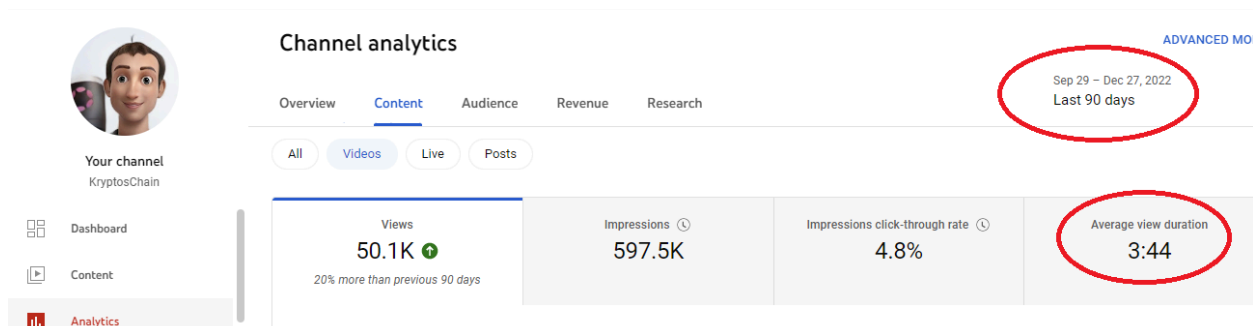 Channel analytics
ADVANCED MO
Sep 29 – Dec 27, 2022
Last 90 days
Overview Content Audience Revenue Research
All Videos Live Posts
Your channel
KryptosChain
Dashboard
Content
Analytics
Views
50.1K
20% more than previous 90 days
Impressions
597.5K
Impressions click-through rate
4.8%
Average view duration
3:44